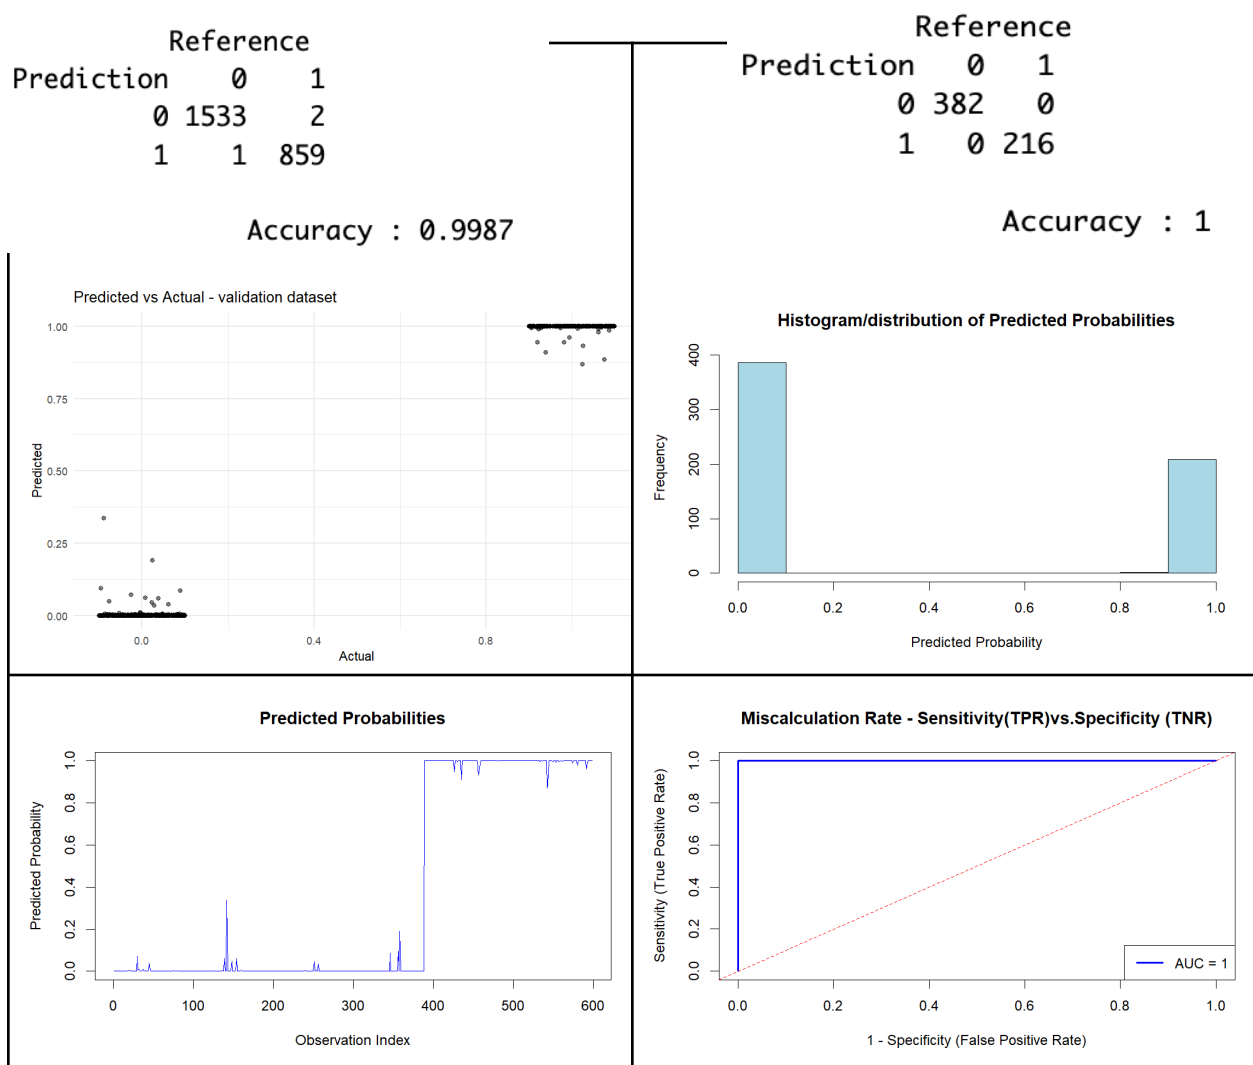 Reference
Prediction 0 1
0 1533 2
1 1 859
Accuracy : 0.9987
Reference
Prediction 0 1
0 382 0
1 0 216
Accuracy : 1
Predicted vs Actual - validation dataset
1.00
0.75
0.50
0.25
0.00
Predicted
0.0 0.4 0.8
Actual
Histogram/distribution of Predicted Probabilities
400
300
200
100
0
Frequency
0.0 0.2 0.4 0.6 0.8 1.0
Predicted Probability
Predicted Probabilities
1.0
0.8
0.6
0.4
0.2
0.0
Predicted Probability
0 100 200 300 400 500 600
Observation Index
Miscalculation Rate - Sensitivity(TPR)vs.Specificity (TNR)
1.0
0.8
0.6
0.4
0.2
0.0
Sensitivity (True Positive Rate)
AUC = 1
0.0 0.2 0.4 0.6 0.8 1.0
1 - Specificity (False Positive Rate)